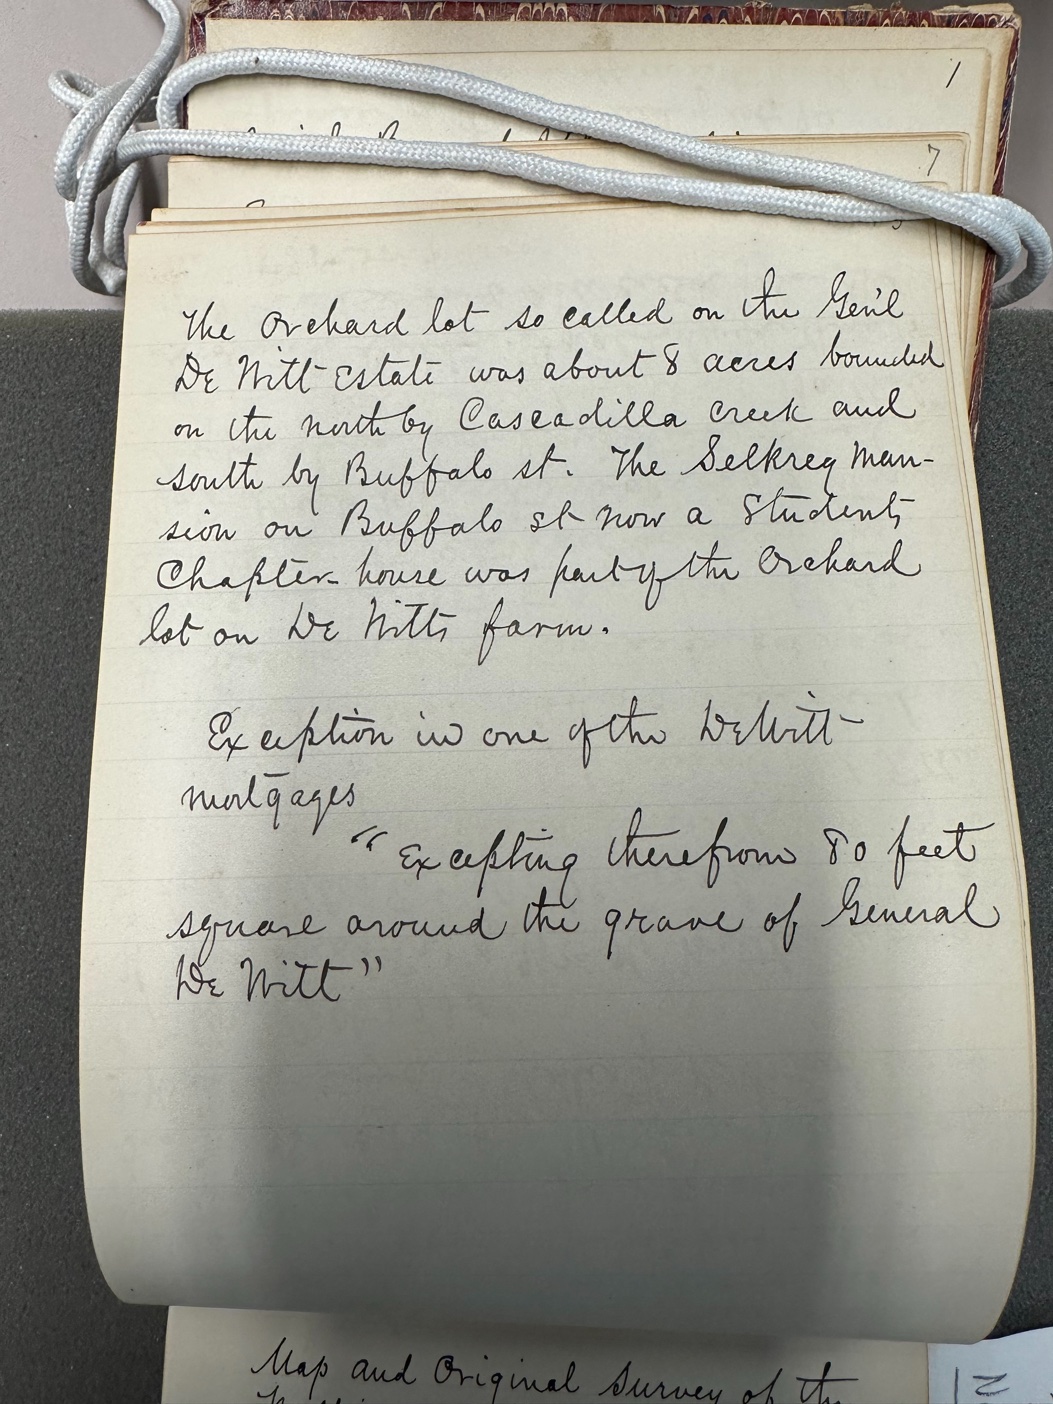 1
7
The Orchard lot so called on the Gen'l
De Witt Estate was about 8 acres bounded
on the north by Cascadilla Creek and
south by Buffalo st. The Selkreg Man-
sion on Buffalo st now a Students
Chapter house was part of the Orchard
lot on De Witts farm.
Exception in one of the DeWitt
mortgages
"Excepting therefrom 80 feet
square around the grave of General
De Witt"
Map and Original Survey of the